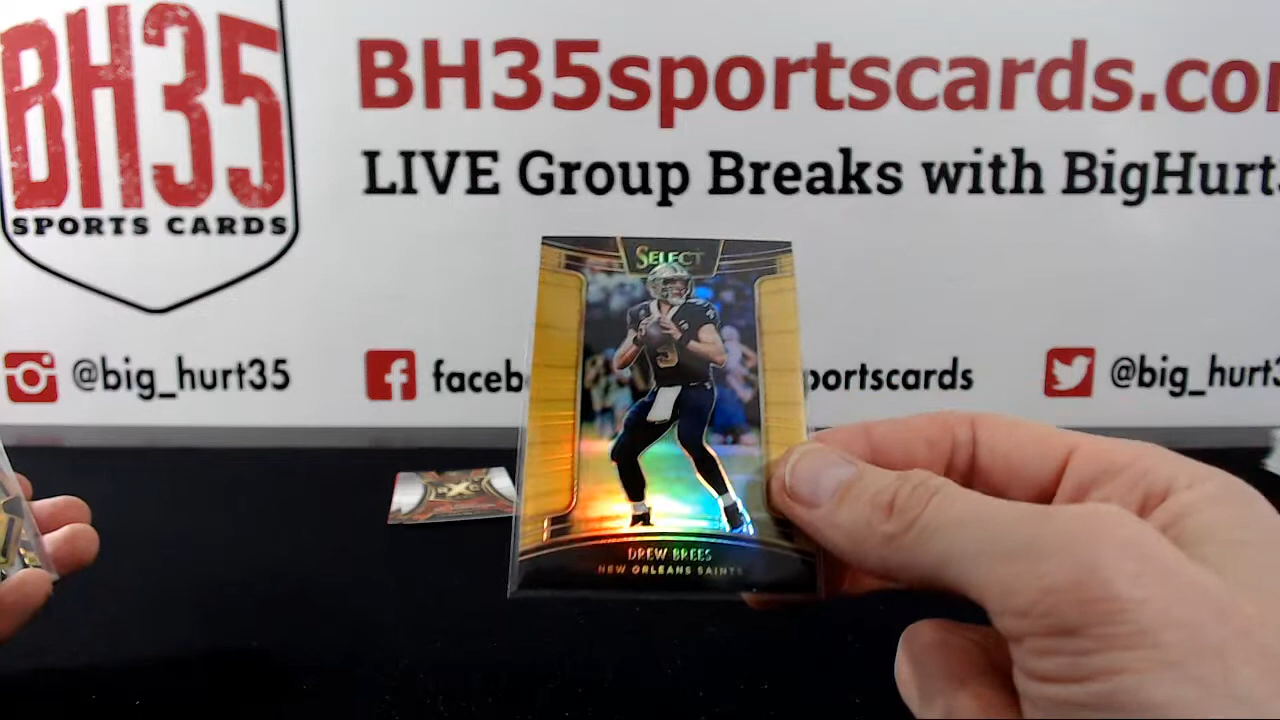 BH35
SPORTS CARDS
BH35sportscards.co
LIVE Group Breaks with BigHurt
@big_hurt35
faceb
portscards
@big_hurt3
SELECT
DREW BREES
NEW ORLEANS SAINTS